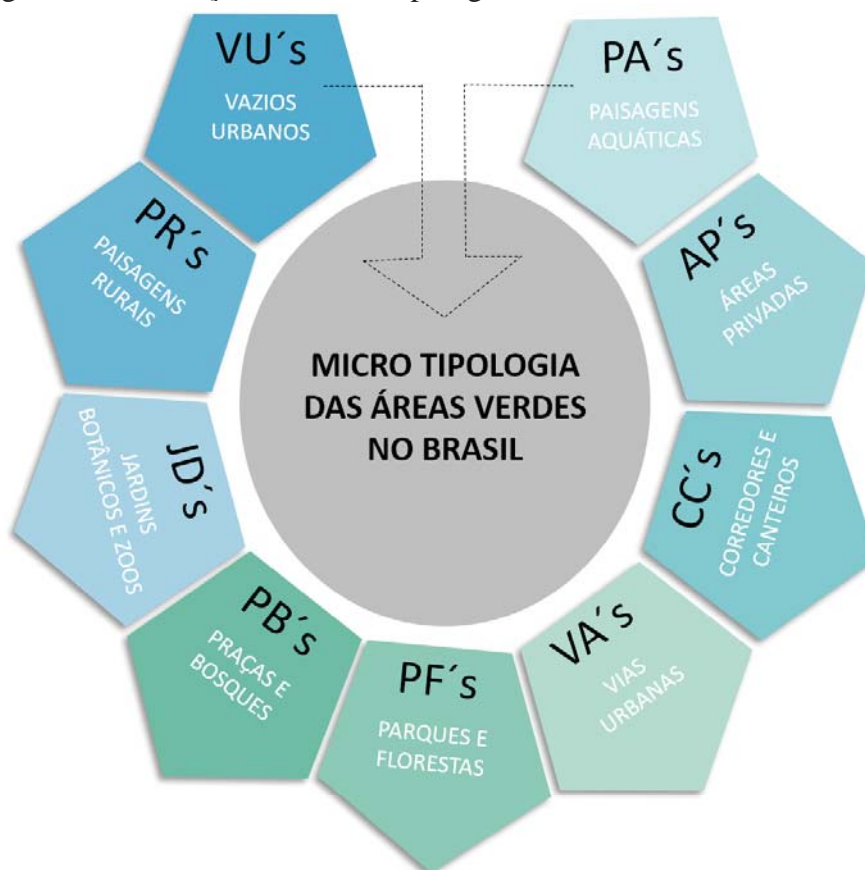 VU´s
VAZIOS
URBANOS
PA´s
PAISAGENS
AQUÁTICAS
PR´s
PAISAGENS
RURAIS
AP´s
ÁREAS
PRIVADAS
MICRO TIPOLOGIA
DAS ÁREAS VERDES
NO BRASIL
JD´s
JARDINS
BOTÂNICOS E ZOOS
CC´s
CORREDORES E
CANTEIROS
PB´s
PRAÇAS E
BOSQUES
PF´s
PARQUES E
FLORESTAS
VA´s
VIAS
URBANAS